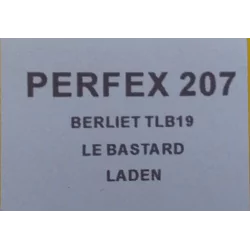 PERFEX 207
BERLIET TLB19
LE BASTARD
LADEN